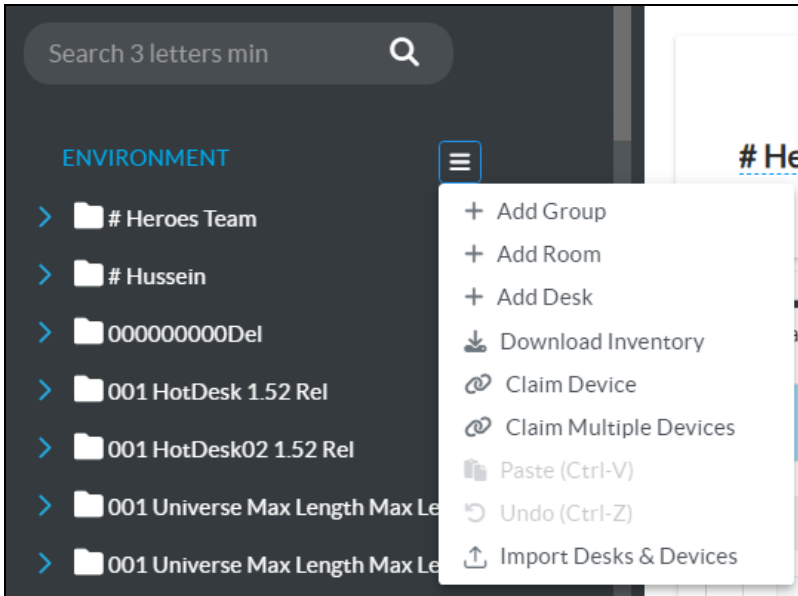 Search 3 letters min
ENVIRONMENT
# He
# Heroes Team
# Hussein
000000000Del
001 HotDesk 1.52 Rel
001 HotDesk02 1.52 Rel
001 Universe Max Length Max Le
001 Universe Max Length Max Le
+ Add Group
+ Add Room
+ Add Desk
Download Inventory
Claim Device
Claim Multiple Devices
Paste (Ctrl-V)
Undo (Ctrl-Z)
Import Desks & Devices